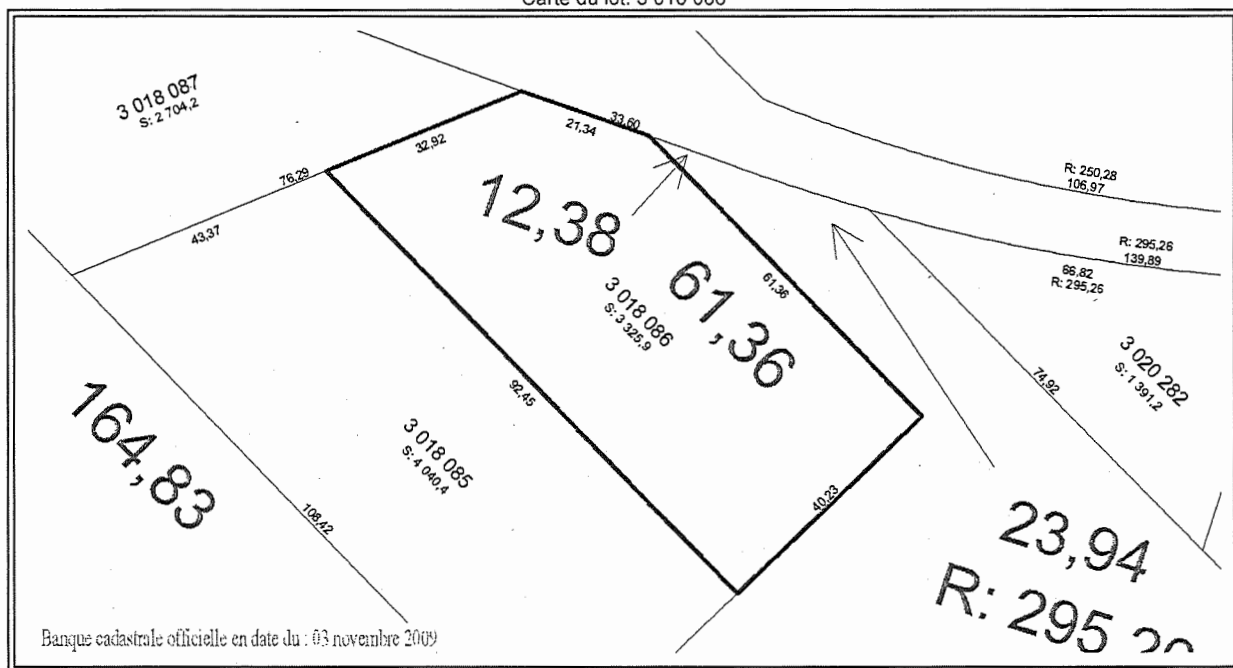 3 018 087
S: 2 704,2
32,92
21,34
33,60
76,29
43,37
12,38
61,36
61,36
3 018 086
S: 3 325,9
R: 250,28
106,97
R: 295,26
139,89
66,82
R: 295,26
3 020 282
S: 1 391,2
74,92
92,45
3 018 085
S: 4 040,4
164,83
108,42
40,23
23,94
R: 295
Banque cadastrale officielle en date du : 03 novembre 2009